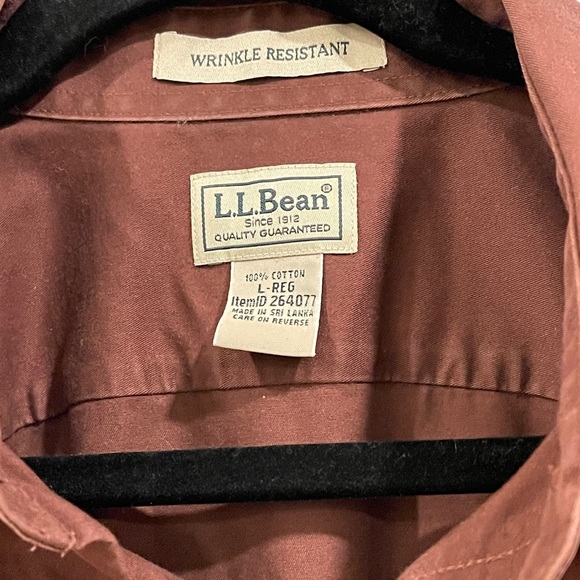 WRINKLE RESISTANT
L.L.Bean®
Since 1912
QUALITY GUARANTEED
100% COTTON
L-REG
ItemID 264077
MADE IN SRI LANKA
CARE ON REVERSE